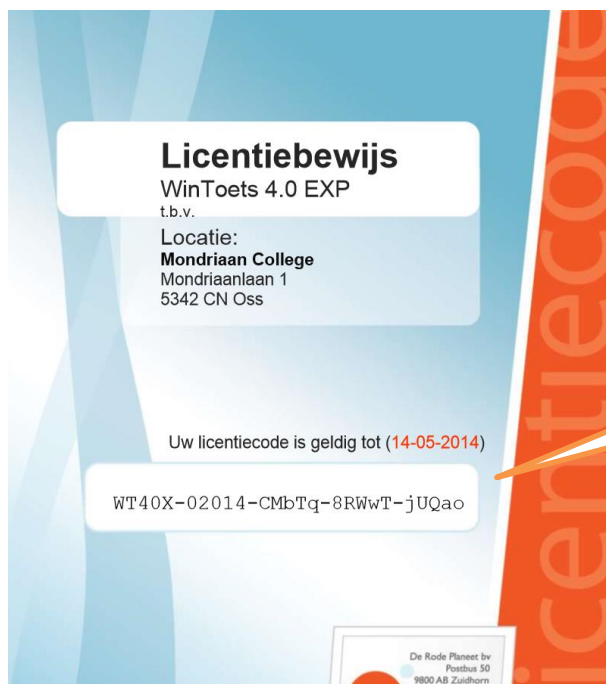 Licentiebewijs
WinToets 4.0 EXP
t.b.v.
Locatie:
Mondriaan College
Mondriaanlaan 1
5342 CN Oss
Uw licentiecode is geldig tot (14-05-2014)
WT40X-02014-CMbTq-8RWwT-jUQao
De Rode Planeet bv
Postbus 50
9800 AB Zuidhorn
licentiecode